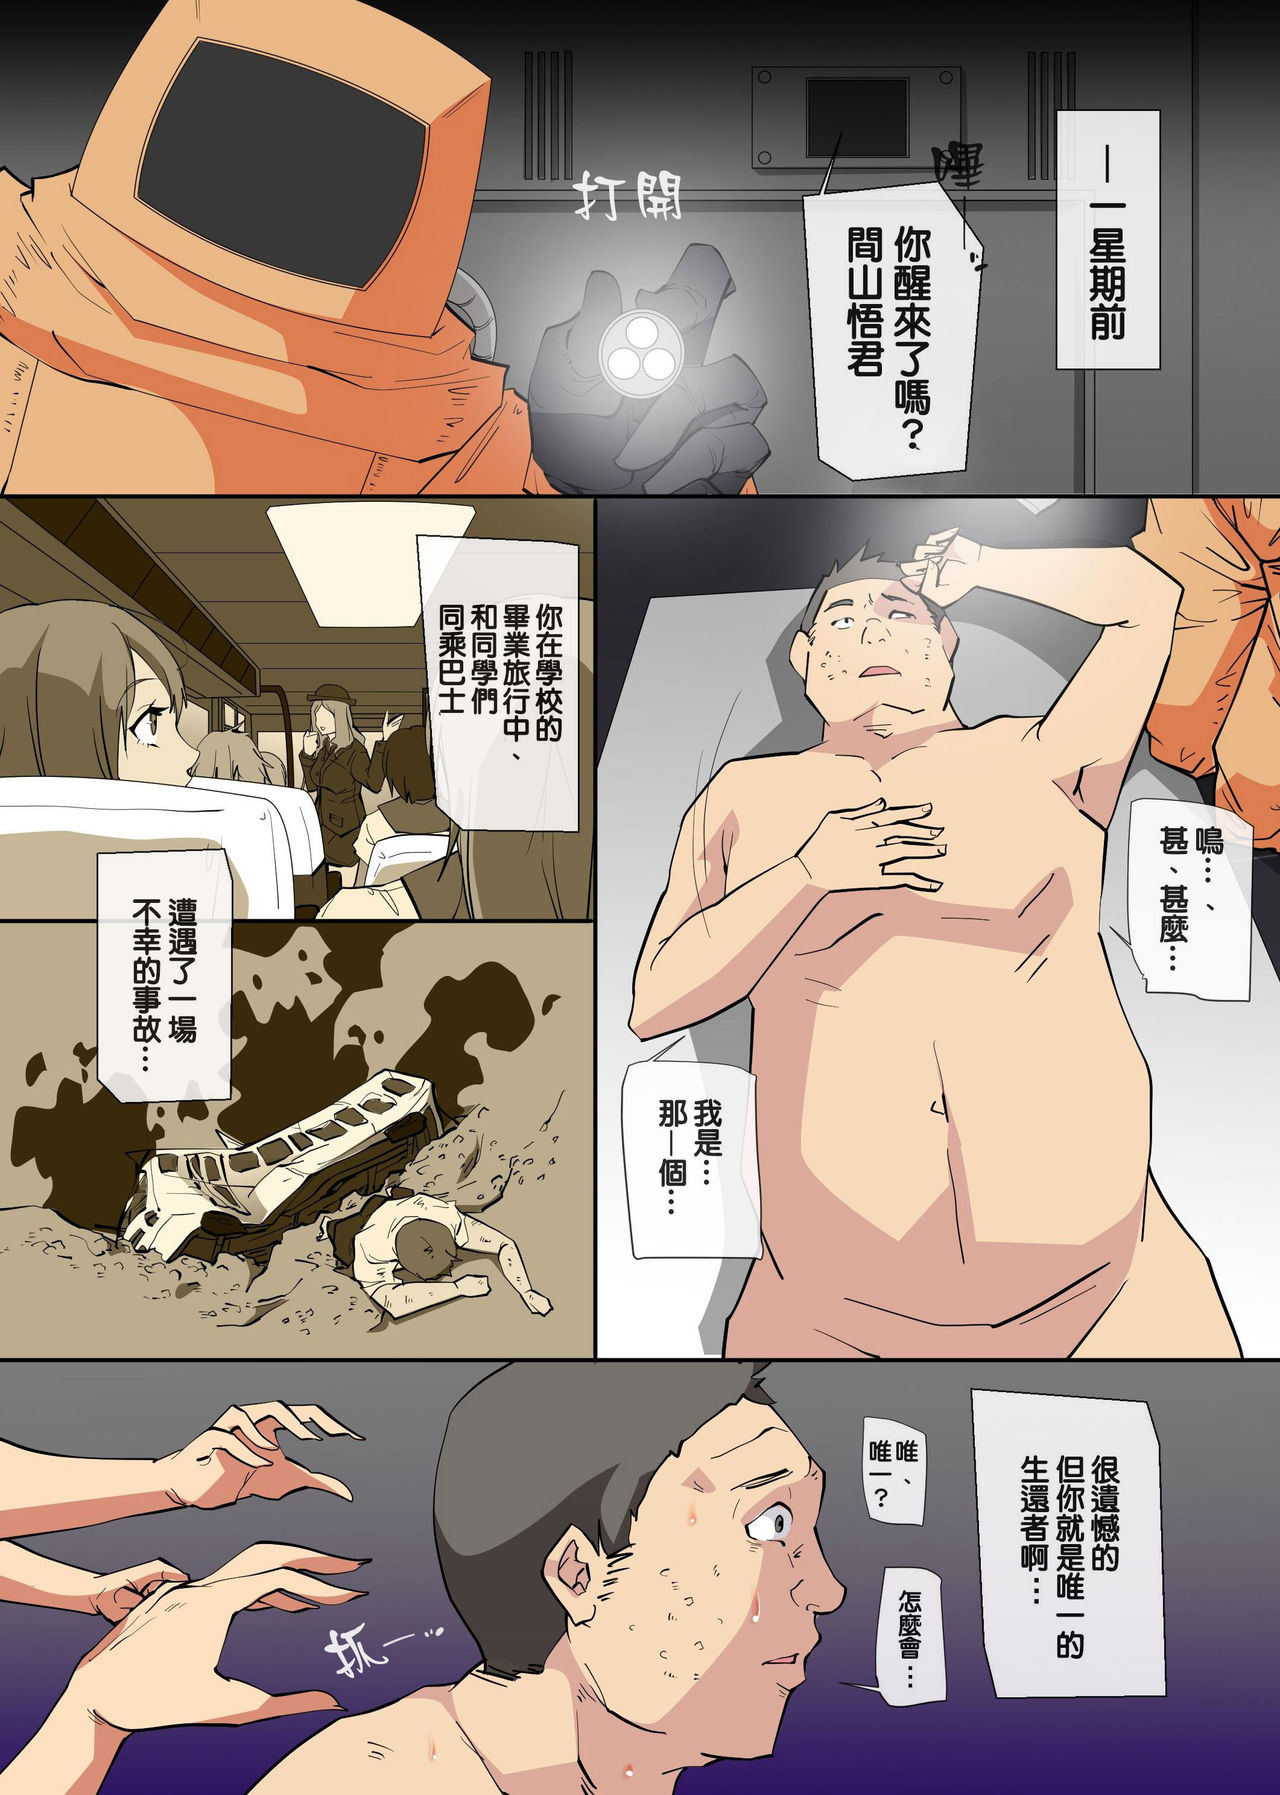 ——一星期前
嗶…
你醒來了嗎？
間山悟君
打開
嗚…、
甚、甚麼…
我是…
那—個…
你在學校的
畢業旅行中、
和同學們
同乘巴士
遭遇了一場
不幸的事故…
很遺憾的
但你就是唯一的
生還者啊…
唯、
唯一？
怎麼會…
抓—…